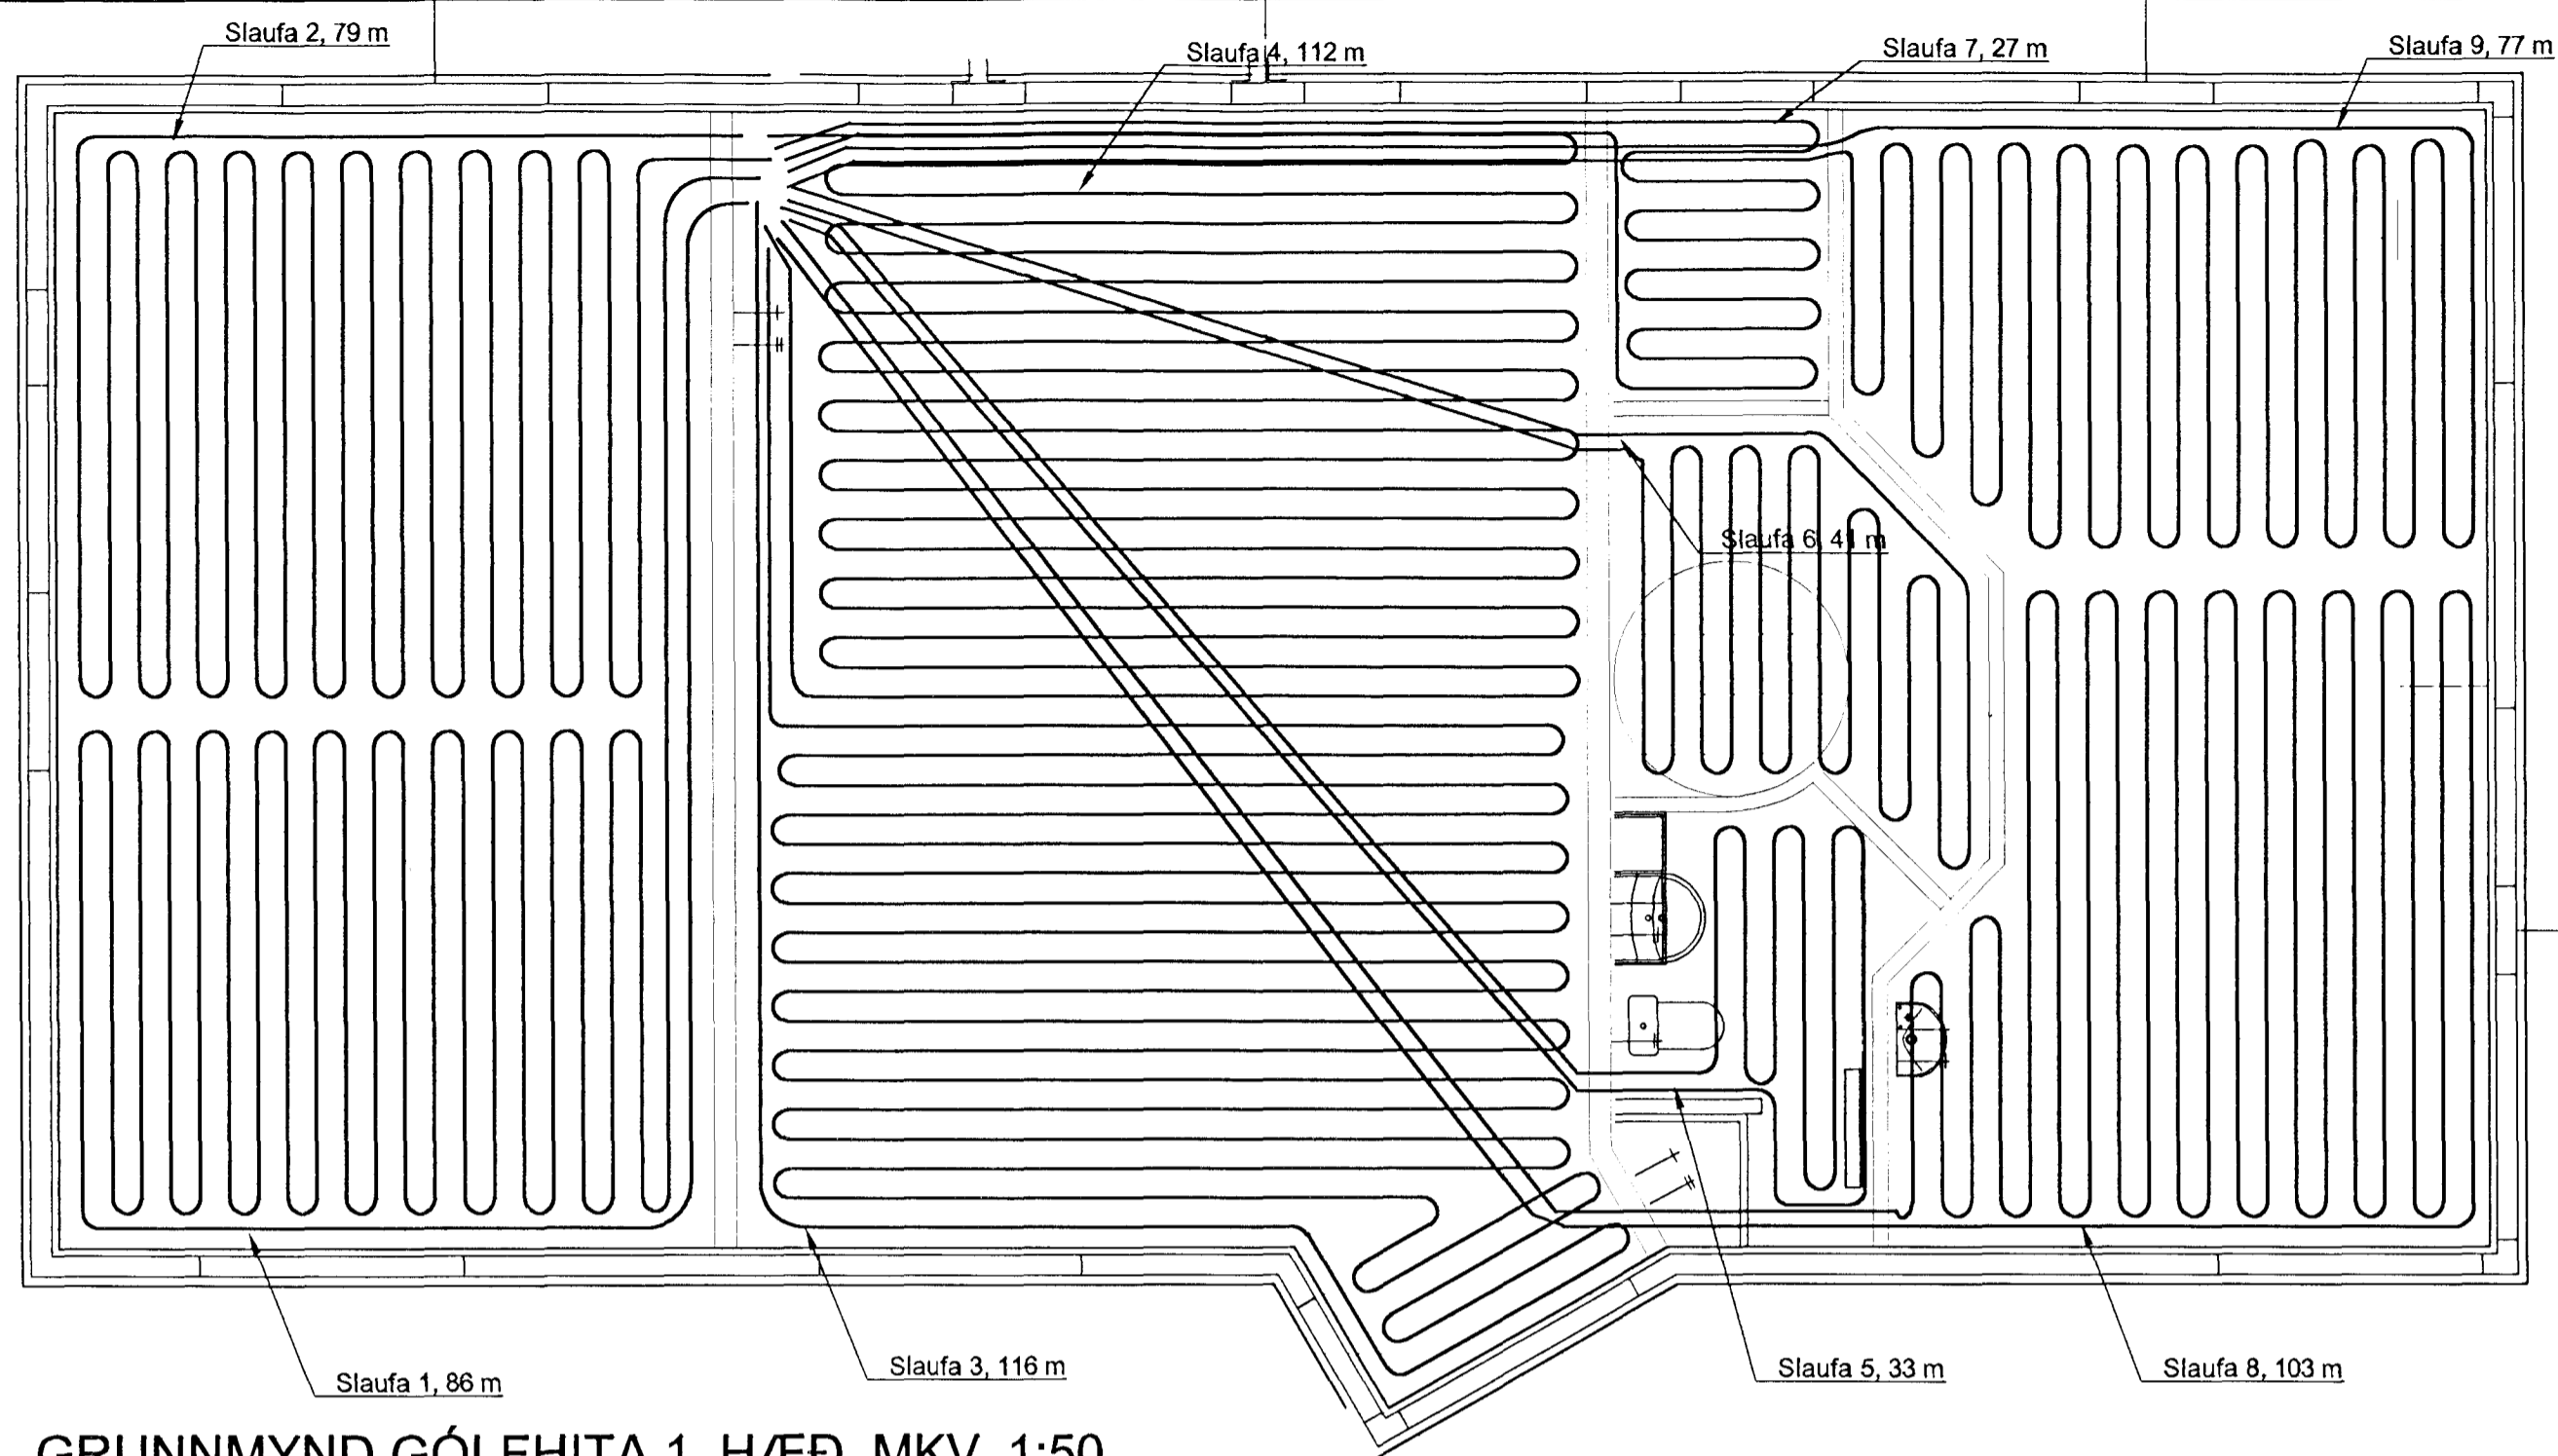 Slaufa 2, 79 m
Slaufa 4, 112 m
Slaufa 7, 27 m
Slaufa 9, 77 m
Slaufa 6, 41 m
Slaufa 1, 86 m
Slaufa 3, 116 m
Slaufa 5, 33 m
Slaufa 8, 103 m
GRUNNMYND GÓLFHITA 1. HÆÐ MKV. 1:50